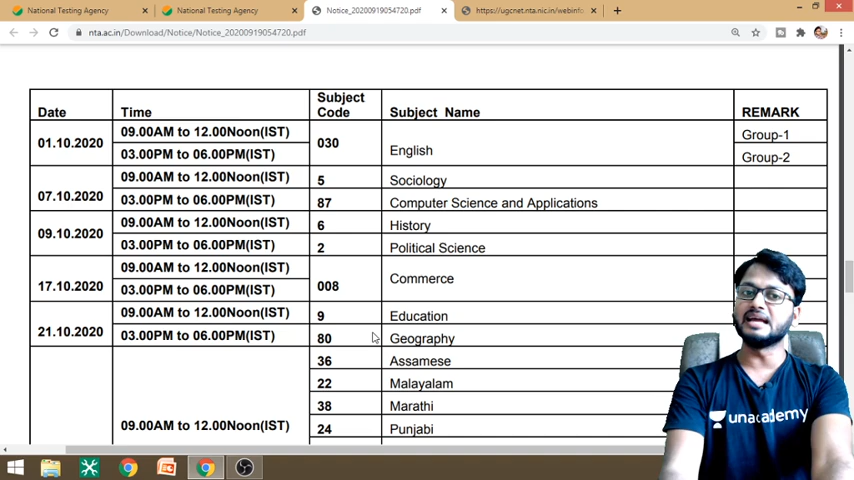 National Testing Agency
National Testing Agency
Notice_20200919054720.pdf
https://ugcnet.nta.nic.in/webinfo
nta.ac.in/Download/Notice/Notice_20200919054720.pdf
Date Time Subject Code Subject Name REMARK
01.10.2020 09.00AM to 12.00Noon(IST) 030 English Group-1
03.00PM to 06.00PM(IST) Group-2
07.10.2020 09.00AM to 12.00Noon(IST) 5 Sociology
03.00PM to 06.00PM(IST) 87 Computer Science and Applications
09.10.2020 09.00AM to 12.00Noon(IST) 6 History
03.00PM to 06.00PM(IST) 2 Political Science
17.10.2020 09.00AM to 12.00Noon(IST) 008 Commerce
03.00PM to 06.00PM(IST)
21.10.2020 09.00AM to 12.00Noon(IST) 9 Education
03.00PM to 06.00PM(IST) 80 Geography
36 Assamese
22 Malayalam
38 Marathi
09.00AM to 12.00Noon(IST) 24 Punjabi
unacademy